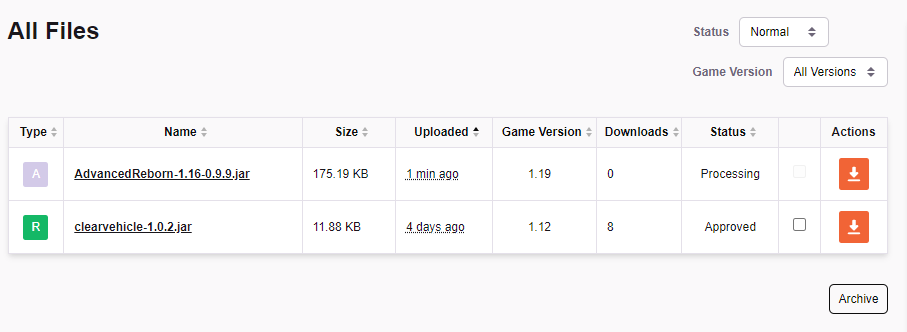 All Files
Status Normal
Game Version All Versions
Type Name Size Uploaded Game Version Downloads Status Actions
A AdvancedReborn-1.16-0.9.9.jar 175.19 KB 1 min ago 1.19 0 Processing
R clearvehicle-1.0.2.jar 11.88 KB 4 days ago 1.12 8 Approved
Archive